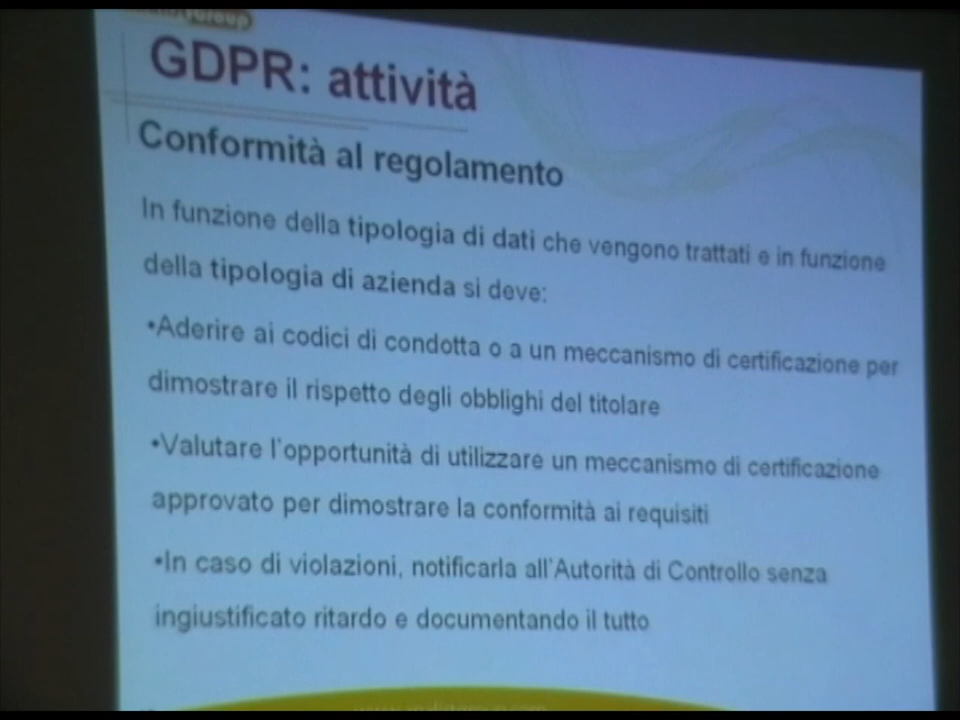 Group
GDPR: attività
Conformità al regolamento
In funzione della tipologia di dati che vengono trattati e in funzione
della tipologia di azienda si deve:
•Aderire ai codici di condotta o a un meccanismo di certificazione per
dimostrare il rispetto degli obblighi del titolare
•Valutare l'opportunità di utilizzare un meccanismo di certificazione
approvato per dimostrare la conformità ai requisiti
•In caso di violazioni, notificarla all'Autorità di Controllo senza
ingiustificato ritardo e documentando il tutto